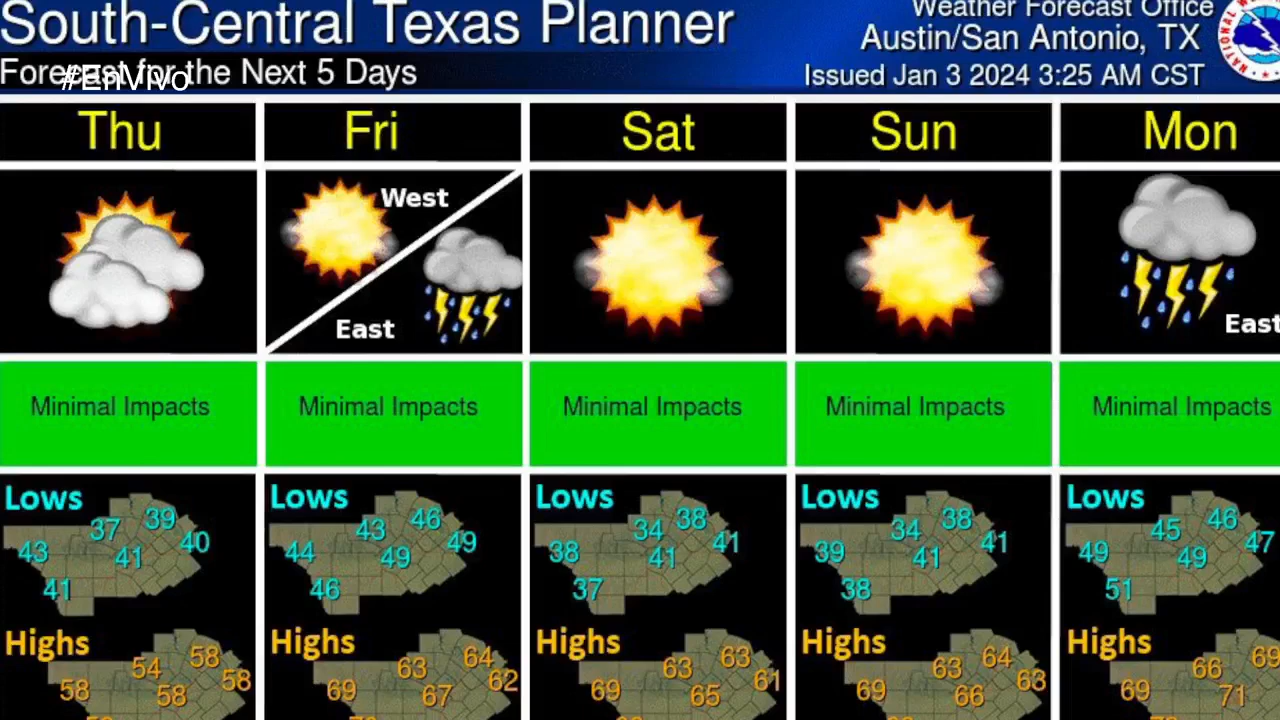 South-Central Texas Planner
Weather Forecast Office
Austin/San Antonio, TX
Forecast for the Next 5 Days
#EnVivo
Issued Jan 3 2024 3:25 AM CST
NATIONAL
Thu Fri Sat Sun Mon
West
East
East
Minimal Impacts Minimal Impacts Minimal Impacts Minimal Impacts Minimal Impacts
Lows Lows Lows Lows Lows
37 39 43 41 40 41
43 46 44 49 49 46
34 38 38 41 41 37
34 38 39 41 41 38
45 46 49 49 47 51
Highs Highs Highs Highs Highs
54 58 58 58 58
63 64 69 67 62
63 63 69 65 61
63 64 69 66 63
66 69 69 71